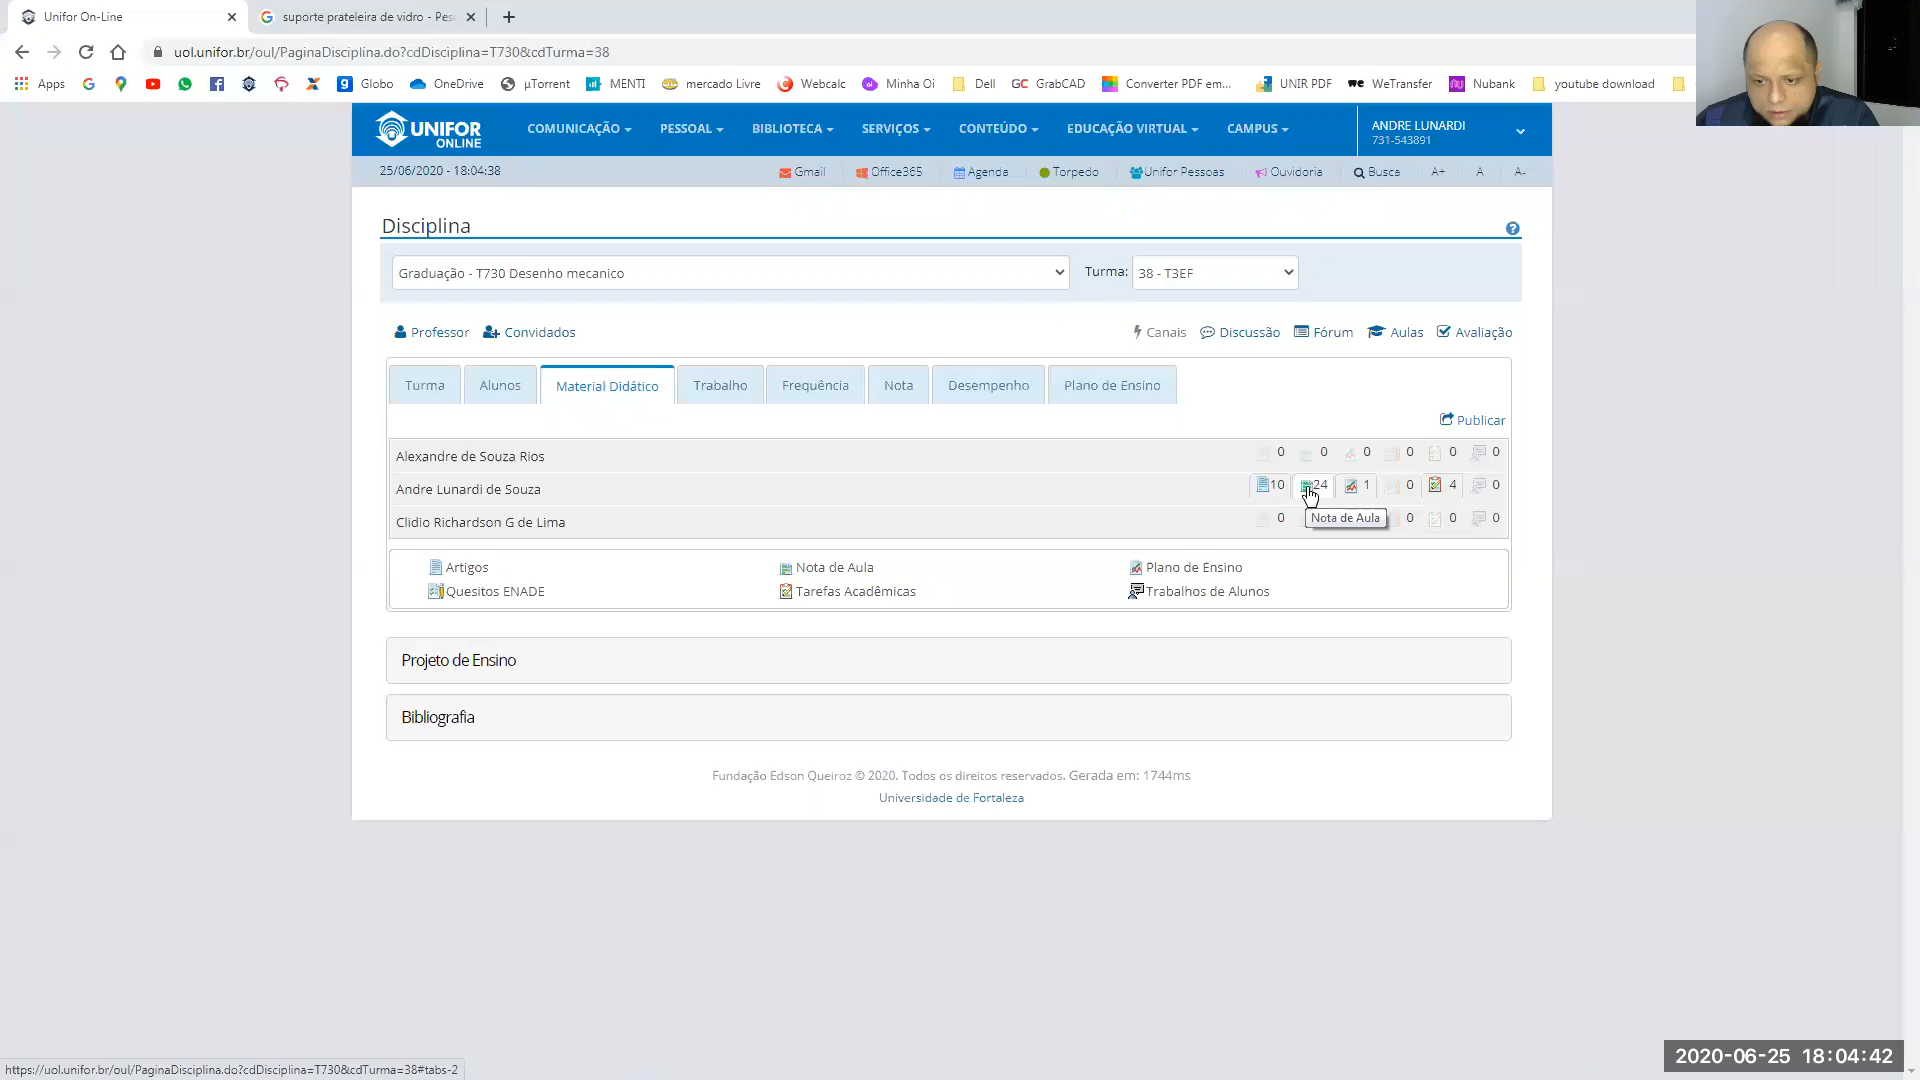 Unifor On-Line
suporte prateleira de vidro - Pes
uol.unifor.br/oul/PaginaDisciplina.do?cdDisciplina=T730&cdTurma=38
Apps
Globo
OneDrive
µTorrent
MENTI
mercado Livre
Webcalc
Minha Oi
Dell
GC GrabCAD
Converter PDF em...
UNIR PDF
we WeTransfer
Nubank
youtube download
UNIFOR ONLINE
COMUNICAÇÃO
PESSOAL
BIBLIOTECA
SERVIÇOS
CONTEÚDO
EDUCAÇÃO VIRTUAL
CAMPUS
ANDRE LUNARDI
731-543891
25/06/2020 - 18:04:38
Gmail
Office365
Agenda
Torpedo
Unifor Pessoas
Ouvidoria
Busca
A+
A
A-
Disciplina
Graduação - T730 Desenho mecanico
Turma:
38 - T3EF
Professor
Convidados
Canais
Discussão
Fórum
Aulas
Avaliação
Turma
Alunos
Material Didático
Trabalho
Frequência
Nota
Desempenho
Plano de Ensino
Publicar
Alexandre de Souza Rios 0 0 0 0 0 0
Andre Lunardi de Souza 10 24 1 0 4 0
Clidio Richardson G de Lima 0 0 0 0
Nota de Aula
Artigos
Nota de Aula
Plano de Ensino
Quesitos ENADE
Tarefas Acadêmicas
Trabalhos de Alunos
Projeto de Ensino
Bibliografia
Fundação Edson Queiroz © 2020. Todos os direitos reservados. Gerada em: 1744ms
Universidade de Fortaleza
https://uol.unifor.br/oul/PaginaDisciplina.do?cdDisciplina=T730&cdTurma=38#tabs-2
2020-06-25 18:04:42